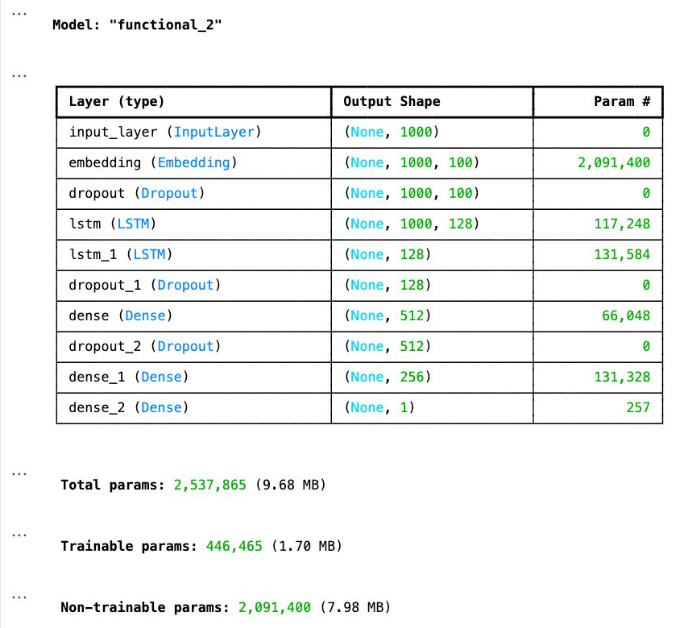 ...
Model: "functional_2"
...
Layer (type) Output Shape Param #
input_layer (InputLayer) (None, 1000) 0
embedding (Embedding) (None, 1000, 100) 2,091,400
dropout (Dropout) (None, 1000, 100) 0
lstm (LSTM) (None, 1000, 128) 117,248
lstm_1 (LSTM) (None, 128) 131,584
dropout_1 (Dropout) (None, 128) 0
dense (Dense) (None, 512) 66,048
dropout_2 (Dropout) (None, 512) 0
dense_1 (Dense) (None, 256) 131,328
dense_2 (Dense) (None, 1) 257
...
Total params: 2,537,865 (9.68 MB)
...
Trainable params: 446,465 (1.70 MB)
...
Non-trainable params: 2,091,400 (7.98 MB)